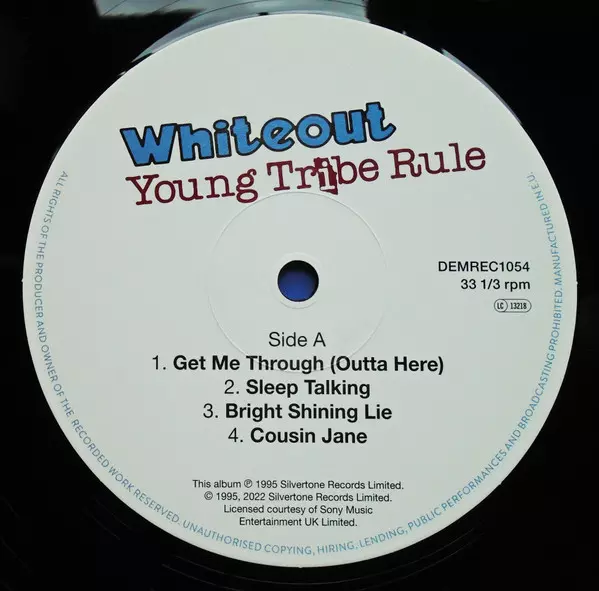 Whiteout
Young Tribe Rule
DEMREC1054
33 1/3 rpm
LC 13218
Side A
1. Get Me Through (Outta Here)
2. Sleep Talking
3. Bright Shining Lie
4. Cousin Jane
This album ℗ 1995 Silvertone Records Limited.
© 1995, 2022 Silvertone Records Limited.
Licensed courtesy of Sony Music
Entertainment UK Limited.
ALL RIGHTS OF THE PRODUCER AND OWNER OF THE RECORDED WORK RESERVED. UNAUTHORISED COPYING, HIRING, LENDING, PUBLIC PERFORMANCES AND BROADCASTING PROHIBITED. MANUFACTURED IN E.U.